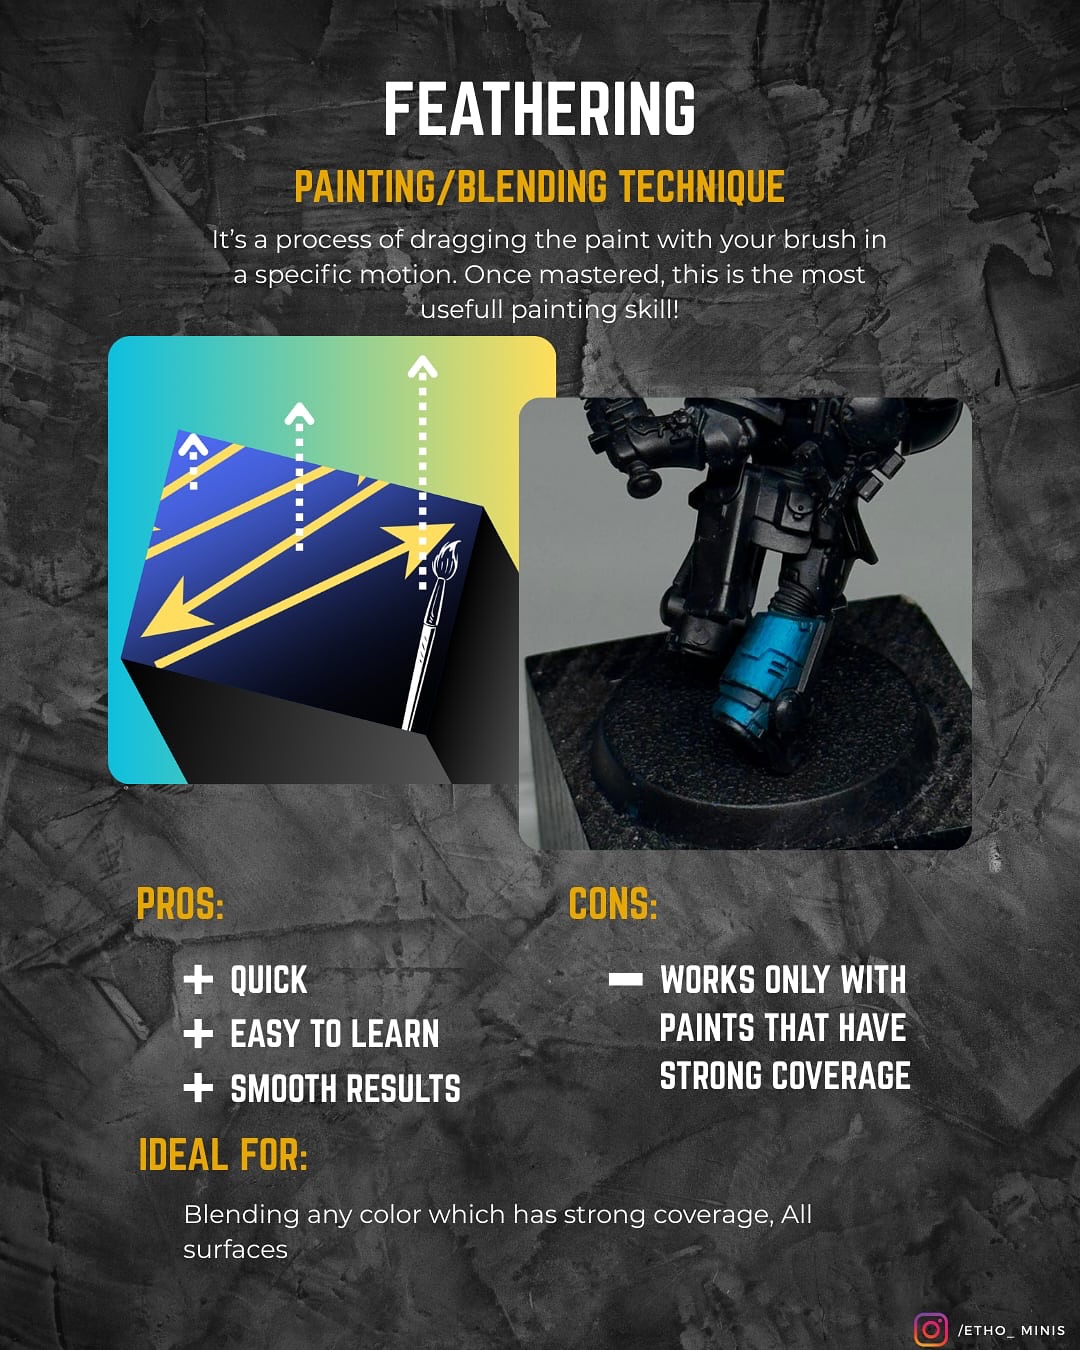 FEATHERING
PAINTING/BLENDING TECHNIQUE
It's a process of dragging the paint with your brush in
a specific motion. Once mastered, this is the most
usefull painting skill!
PROS:
+ QUICK
+ EASY TO LEARN
+ SMOOTH RESULTS
CONS:
- WORKS ONLY WITH
PAINTS THAT HAVE
STRONG COVERAGE
IDEAL FOR:
Blending any color which has strong coverage, All
surfaces
/ETHO_ MINIS